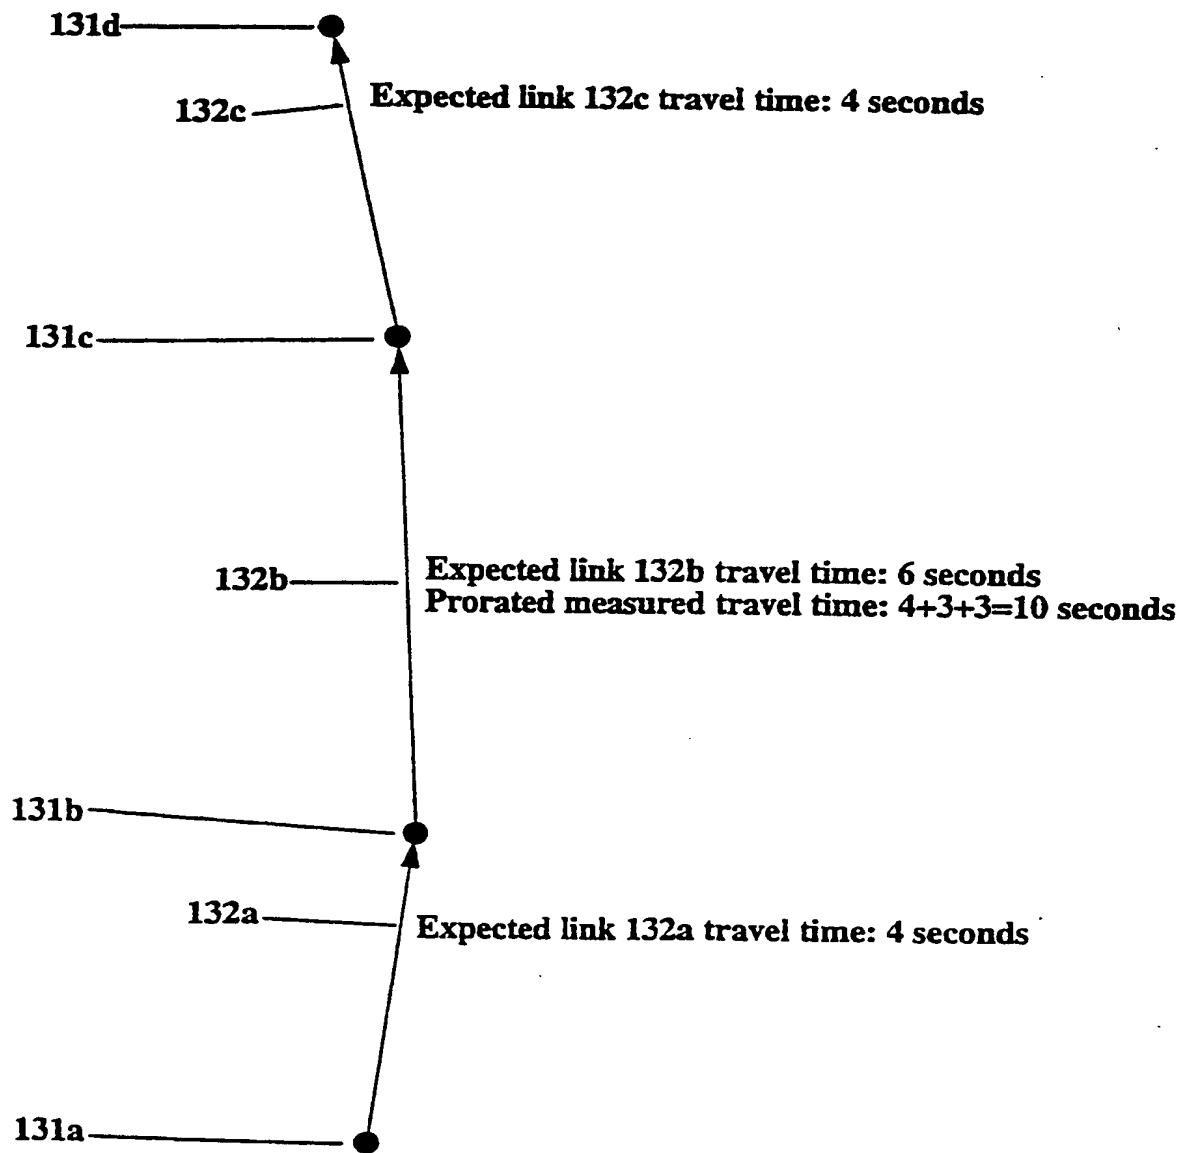 131d
132c
Expected link 132c travel time: 4 seconds
131c
132b
Expected link 132b travel time: 6 seconds
Prorated measured travel time: 4+3+3=10 seconds
131b
132a
Expected link 132a travel time: 4 seconds
131a